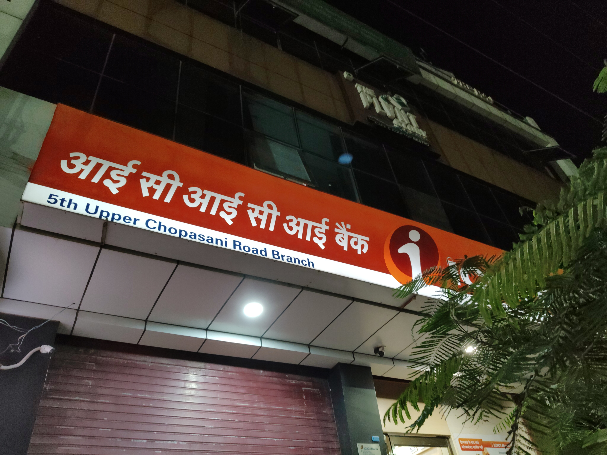 आई सी आई सी आई बैंक
5th Upper Chopasani Road Branch